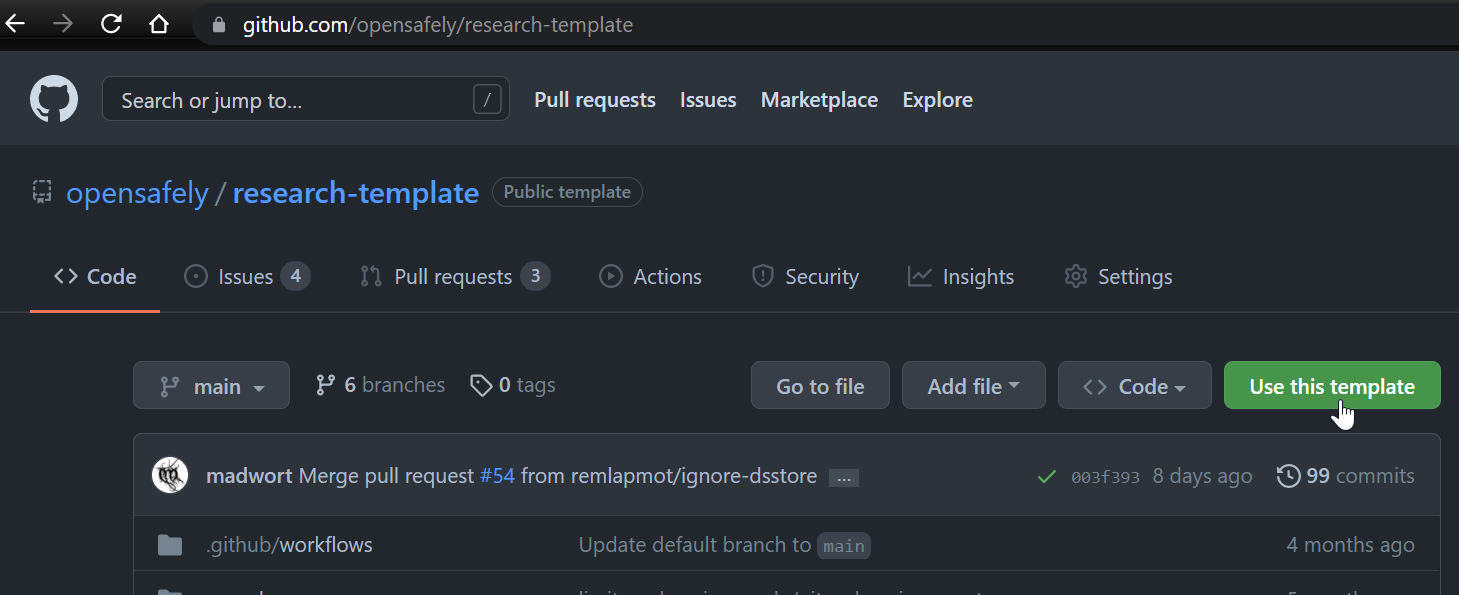 github.com/opensafely/research-template
Search or jump to... / Pull requests Issues Marketplace Explore
opensafely / research-template Public template
Code Issues 4 Pull requests 3 Actions Security Insights Settings
main 6 branches 0 tags Go to file Add file Code Use this template
madwort Merge pull request #54 from remlapmot/ignore-dsstore ... 003f393 8 days ago 99 commits
.github/workflows Update default branch to main 4 months ago